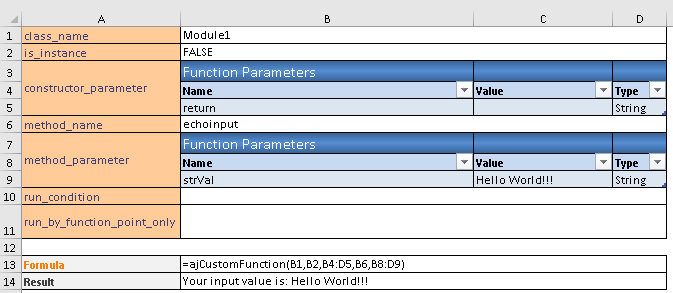 A B C D
1 class_name Module1
2 is_instance FALSE
3 Function Parameters
constructor_parameter
4 Name Value Type
5 return String
6 method_name echoinput
7 Function Parameters
method_parameter
8 Name Value Type
9 strVal Hello World!!! String
10 run_condition
11 run_by_function_point_only
12
13 Formula =ajCustomFunction(B1,B2,B4:D5,B6,B8:D9)
14 Result Your input value is: Hello World!!!